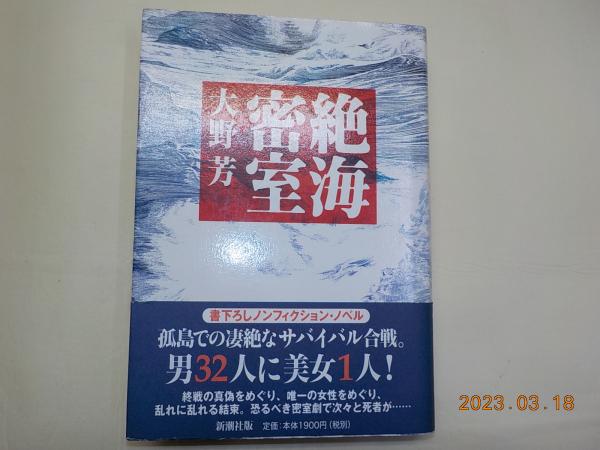 絶海
密室
大野芳
書下ろしノンフィクション・ノベル
孤島での凄絶なサバイバル合戦。
男32人に美女1人!
終戦の真偽をめぐり、唯一の女性をめぐり、
乱れに乱れる結束。恐るべき密室劇で次々と死者が……
新潮社版 定価:本体1900円(税別)
2023.03.18